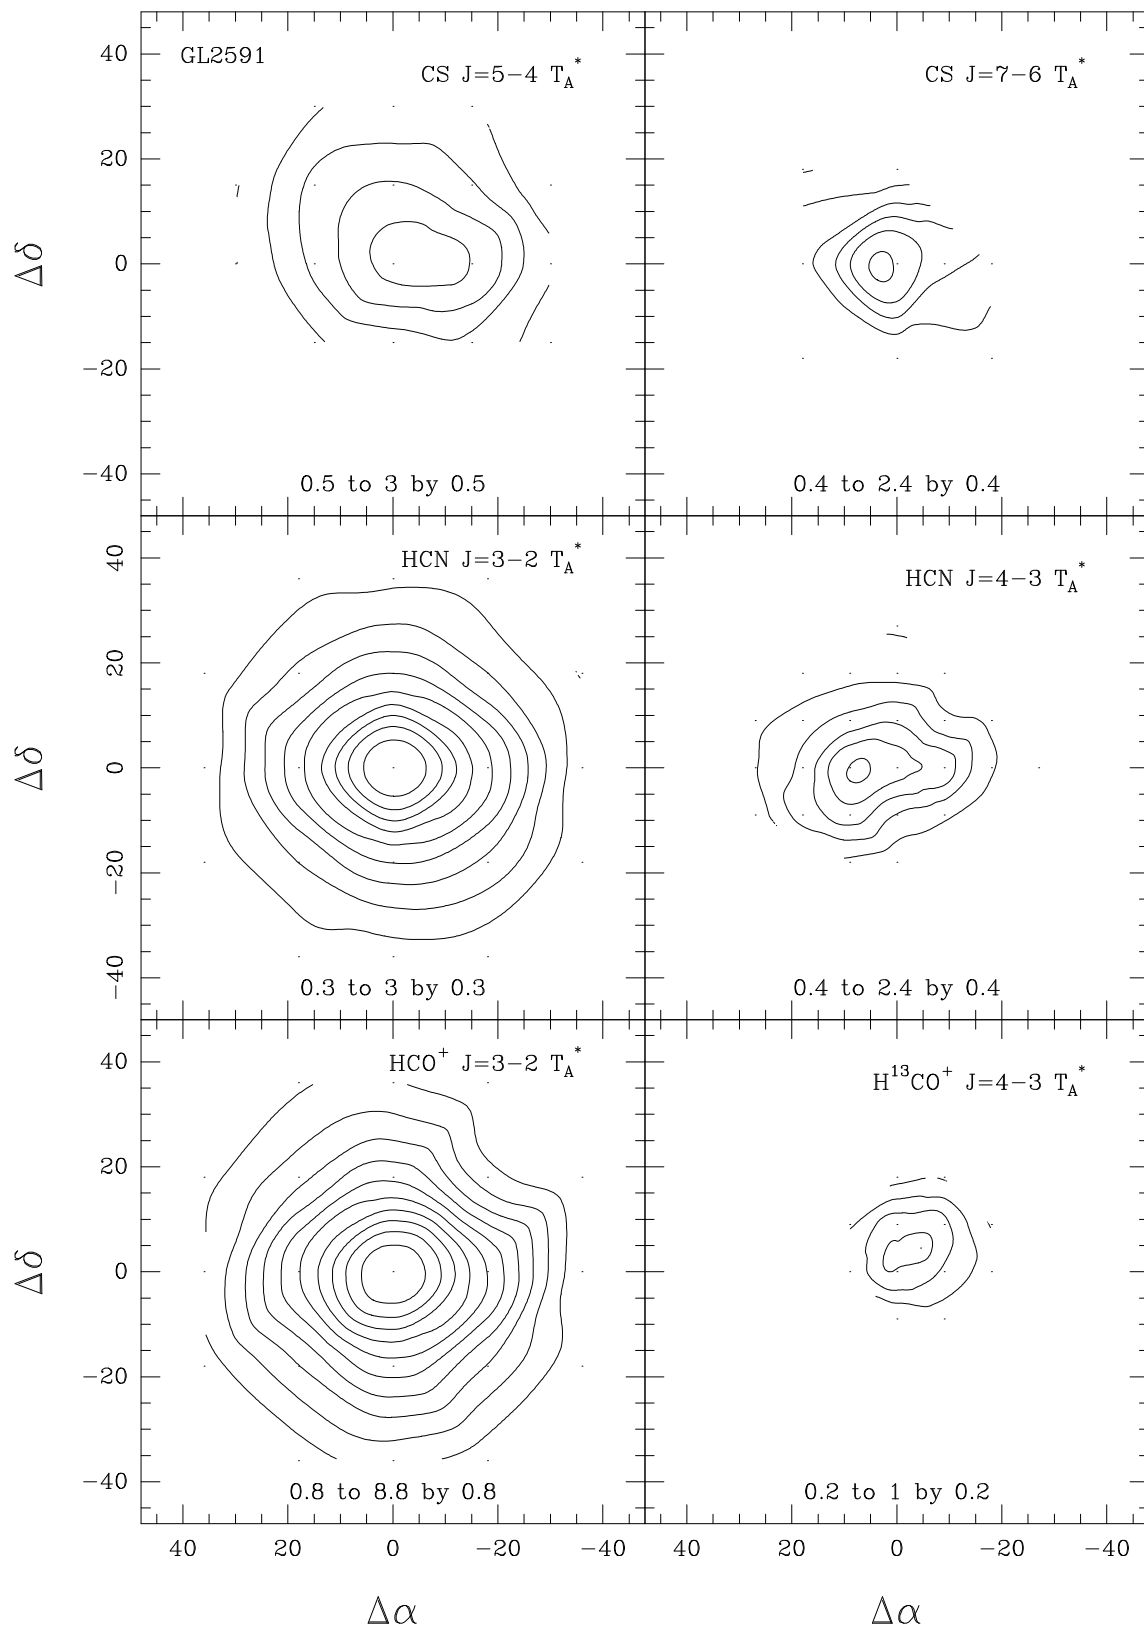 GL2591
CS J=5−4 T_A^*
40
20
0
−20
−40
Δδ
0.5 to 3 by 0.5
CS J=7−6 T_A^*
0.4 to 2.4 by 0.4
HCN J=3−2 T_A^*
40
20
0
−20
−40
Δδ
0.3 to 3 by 0.3
HCN J=4−3 T_A^*
0.4 to 2.4 by 0.4
HCO⁺ J=3−2 T_A^*
40
20
0
−20
−40
Δδ
0.8 to 8.8 by 0.8
H¹³CO⁺ J=4−3 T_A^*
0.2 to 1 by 0.2
40 20 0 −20 −40
40 20 0 −20 −40
Δα
Δα